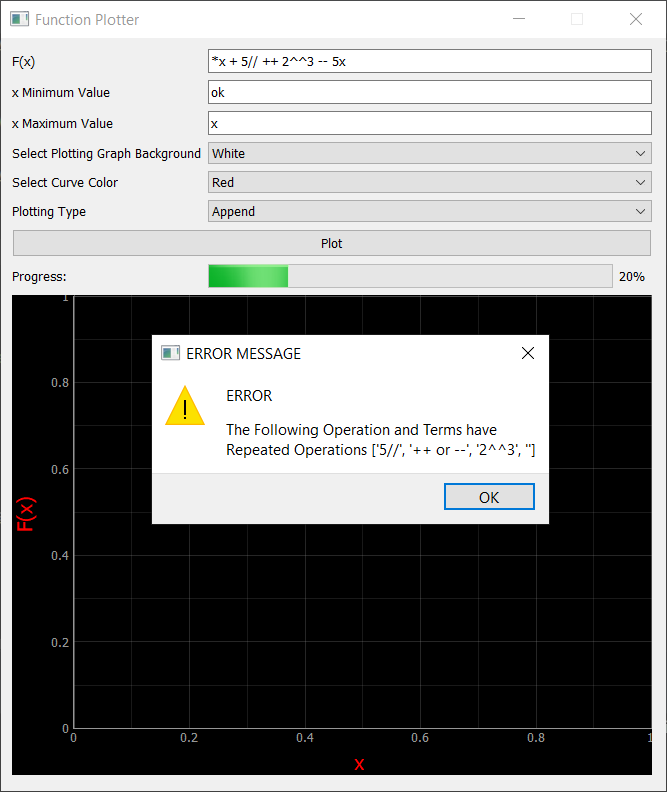 Function Plotter
F(x)
*x + 5// ++ 2^^3 -- 5x
x Minimum Value
ok
x Maximum Value
x
Select Plotting Graph Background
White
Select Curve Color
Red
Plotting Type
Append
Plot
Progress:
20%
1
ERROR MESSAGE
0.8
ERROR
The Following Operation and Terms have
Repeated Operations ['5//', '++ or --', '2^^3', '']
0.6
OK
F(x)
0.4
0.2
0
0
0.2
0.4
0.6
0.8
1
x